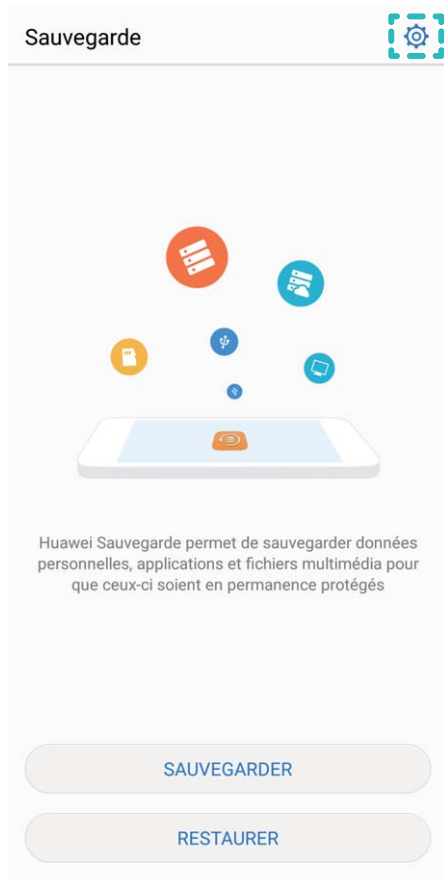 Sauvegarde
Huawei Sauvegarde permet de sauvegarder données
personnelles, applications et fichiers multimédia pour
que ceux-ci soient en permanence protégés
SAUVEGARDER
RESTAURER